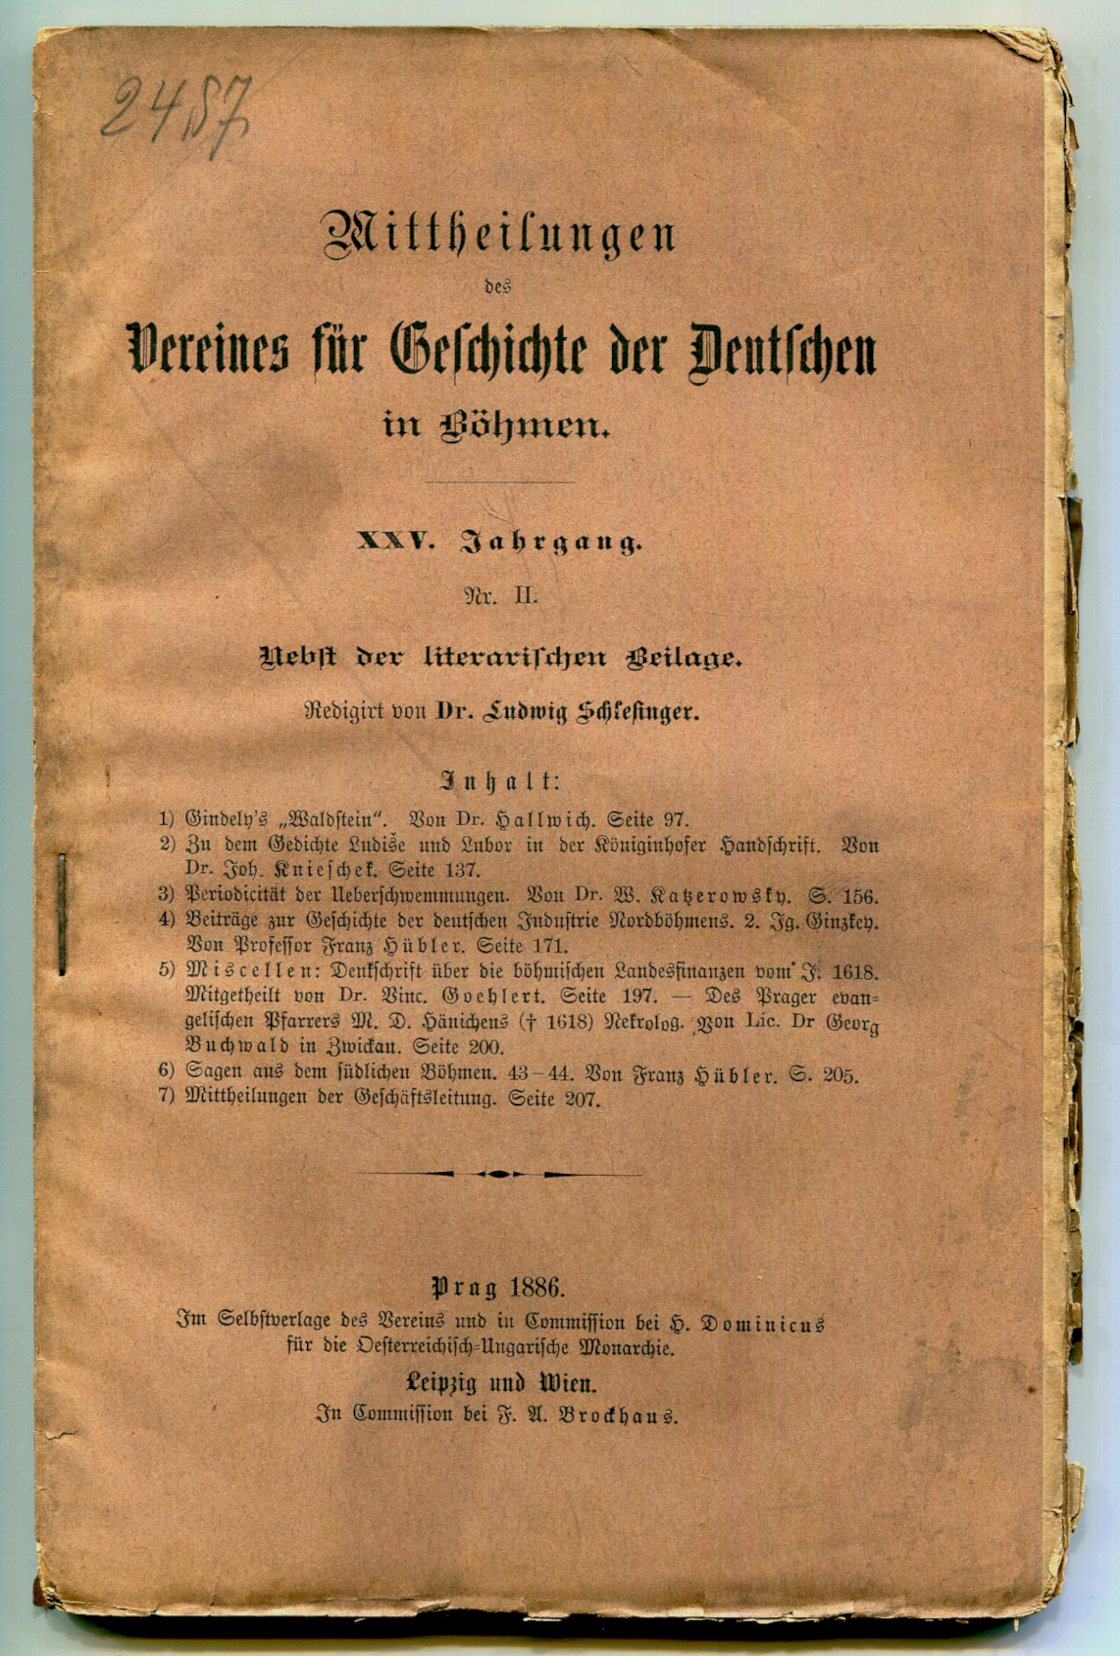 2487
Mittheilungen
des
Vereines für Geschichte der Deutschen
in Böhmen.
XXV. Jahrgang.
Nr. II.
Nebst der literarischen Beilage.
Redigirt von Dr. Ludwig Schlesinger.
Inhalt:
1) Gindely's „Waldstein“. Von Dr. Hallwich. Seite 97.
2) Zu dem Gedichte Ludiše und Lubor in der Königinhofer Handschrift. Von
Dr. Joh. Knieschek. Seite 137.
3) Periodicität der Ueberschwemmungen. Von Dr. W. Katzerowsky. S. 156.
4) Beiträge zur Geschichte der deutschen Industrie Nordböhmens. 2. Ig. Ginzkey.
Von Professor Franz Hübler. Seite 171.
5) Miscellen: Denkschrift über die böhmischen Landesfinanzen vom J. 1618.
Mitgetheilt von Dr. Vinc. Goehlert. Seite 197. — Des Prager evan-
gelischen Pfarrers M. D. Hänichens († 1618) Nekrolog. Von Lic. Dr Georg
Buchwald in Zwickau. Seite 200.
6) Sagen aus dem südlichen Böhmen. 43–44. Von Franz Hübler. S. 205.
7) Mittheilungen der Geschäftsleitung. Seite 207.
Prag 1886.
Im Selbstverlage des Vereins und in Commission bei H. Dominicus
für die Oesterreichisch-Ungarische Monarchie.
Leipzig und Wien.
In Commission bei F. A. Brockhaus.